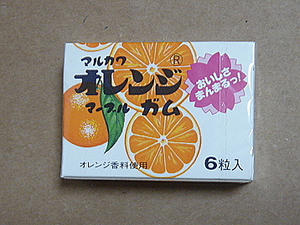 マルカワ
オレンジ®
マーブル ガム
おいしさ
まんまるっ!
オレンジ香料使用
6粒入